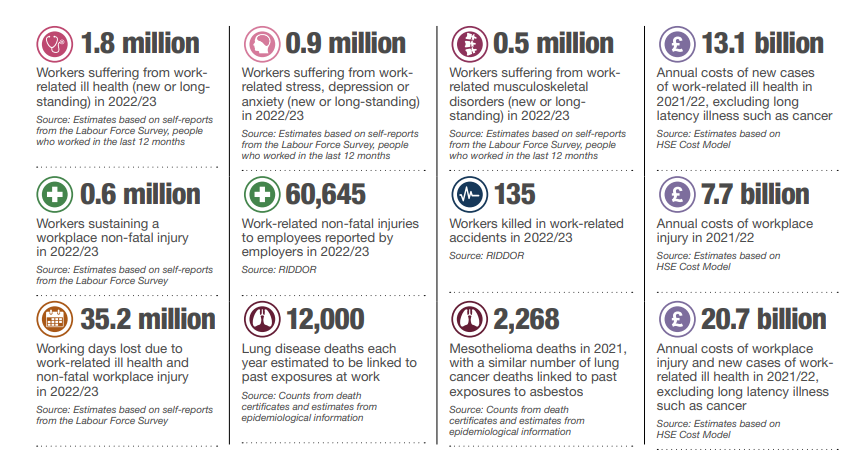 1.8 million
Workers suffering from work-
related ill health (new or long-
standing) in 2022/23
Source: Estimates based on self-reports
from the Labour Force Survey, people
who worked in the last 12 months
0.9 million
Workers suffering from work-
related stress, depression or
anxiety (new or long-standing)
in 2022/23
Source: Estimates based on self-reports
from the Labour Force Survey, people
who worked in the last 12 months
0.5 million
Workers suffering from work-
related musculoskeletal
disorders (new or long-
standing) in 2022/23
Source: Estimates based on self-reports
from the Labour Force Survey, people
who worked in the last 12 months
£
13.1 billion
Annual costs of new cases
of work-related ill health in
2021/22, excluding long
latency illness such as cancer
Source: Estimates based on
HSE Cost Model
0.6 million
Workers sustaining a
workplace non-fatal injury
in 2022/23
Source: Estimates based on self-reports
from the Labour Force Survey
60,645
Work-related non-fatal injuries
to employees reported by
employers in 2022/23
Source: RIDDOR
135
Workers killed in work-related
accidents in 2022/23
Source: RIDDOR
£
7.7 billion
Annual costs of workplace
injury in 2021/22
Source: Estimates based on
HSE Cost Model
35.2 million
Working days lost due to
work-related ill health and
non-fatal workplace injury
in 2022/23
Source: Estimates based on self-reports
from the Labour Force Survey
12,000
Lung disease deaths each
year estimated to be linked to
past exposures at work
Source: Counts from death
certificates and estimates from
epidemiological information
2,268
Mesothelioma deaths in 2021,
with a similar number of lung
cancer deaths linked to past
exposures to asbestos
Source: Counts from death
certificates and estimates from
epidemiological information
£
20.7 billion
Annual costs of workplace
injury and new cases of work-
related ill health in 2021/22,
excluding long latency illness
such as cancer
Source: Estimates based on
HSE Cost Model